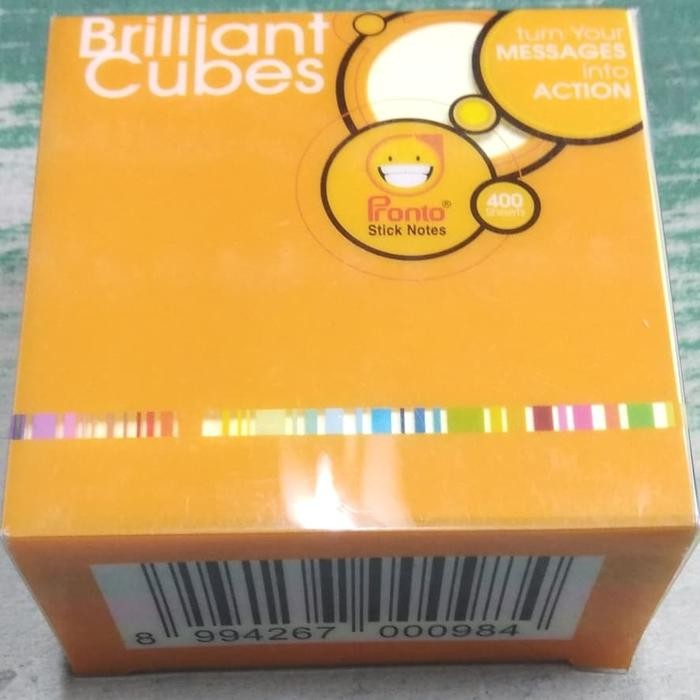 Brilliant
Cubes
turn Your
MESSAGES
into
ACTION
Pronto®
Stick Notes
400
Sheets
8 994267 000984